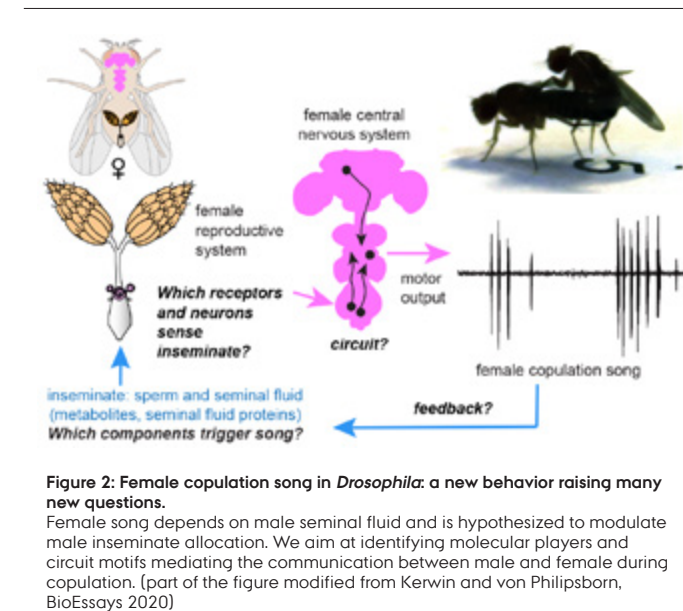 female central
nervous system
♀
female
reproductive
system
Which receptors
and neurons
sense
inseminate?
motor
output
circuit?
female copulation song
inseminate: sperm and seminal fluid
(metabolites, seminal fluid proteins)
Which components trigger song?
feedback?
Figure 2: Female copulation song in Drosophila: a new behavior raising many
new questions.
Female song depends on male seminal fluid and is hypothesized to modulate
male inseminate allocation. We aim at identifying molecular players and
circuit motifs mediating the communication between male and female during
copulation. (part of the figure modified from Kerwin and von Philipsborn,
BioEssays 2020)